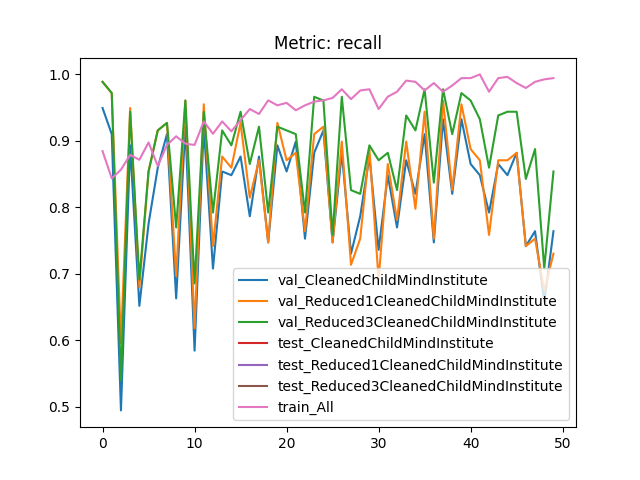 Metric: recall
1.0
0.9
0.8
0.7
0.6
0.5
val_CleanedChildMindInstitute
val_Reduced1CleanedChildMindInstitute
val_Reduced3CleanedChildMindInstitute
test_CleanedChildMindInstitute
test_Reduced1CleanedChildMindInstitute
test_Reduced3CleanedChildMindInstitute
train_All
0 10 20 30 40 50